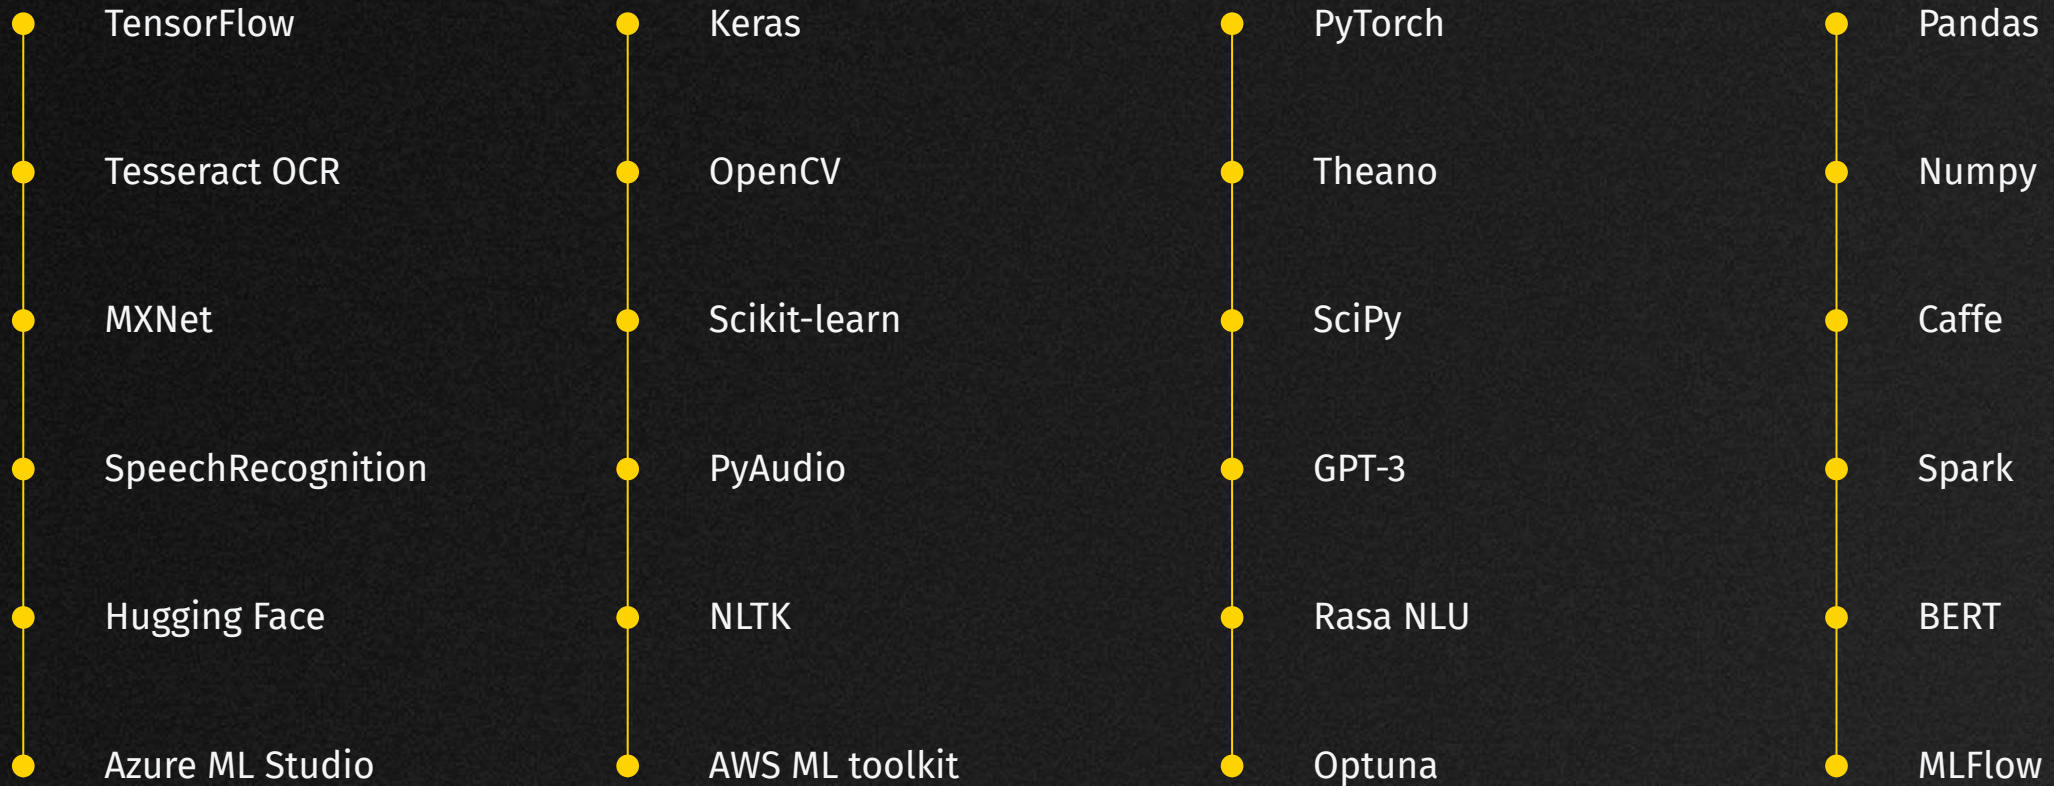 TensorFlow
Keras
PyTorch
Pandas
Tesseract OCR
OpenCV
Theano
Numpy
MXNet
Scikit-learn
SciPy
Caffe
SpeechRecognition
PyAudio
GPT-3
Spark
Hugging Face
NLTK
Rasa NLU
BERT
Azure ML Studio
AWS ML toolkit
Optuna
MLFlow